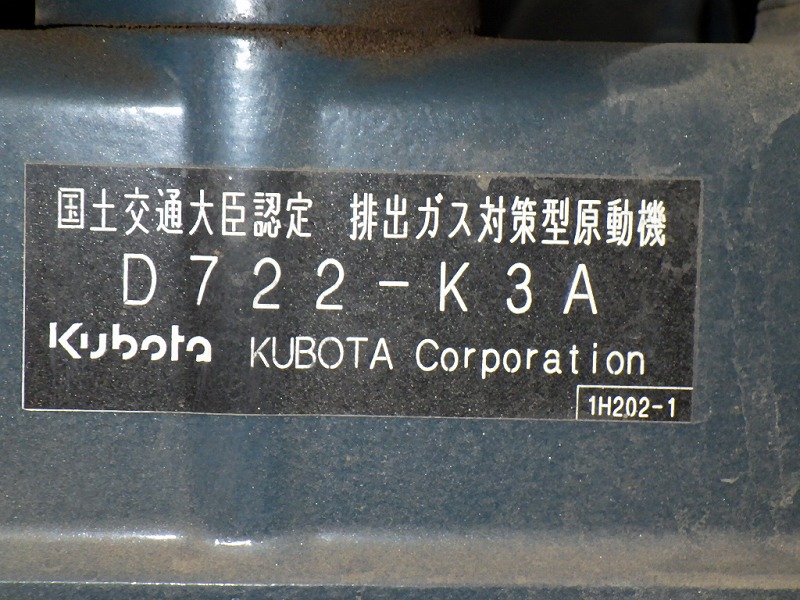 国土交通大臣認定 排出ガス対策型原動機
D722-K3A
Kubota KUBOTA Corporation
1H202-1